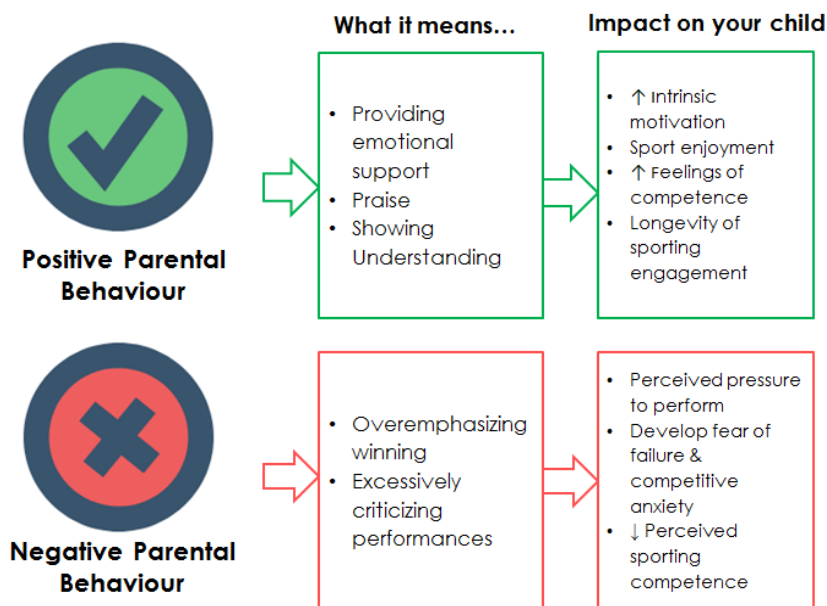 What it means…
Impact on your child
Positive Parental
Behaviour
• Providing
emotional
support
• Praise
• Showing
Understanding
• ↑ Intrinsic
motivation
• Sport enjoyment
• ↑ Feelings of
competence
• Longevity of
sporting
engagement
Negative Parental
Behaviour
• Overemphasizing
winning
• Excessively
criticizing
performances
• Perceived pressure
to perform
• Develop fear of
failure &
competitive
anxiety
• ↓ Perceived
sporting
competence